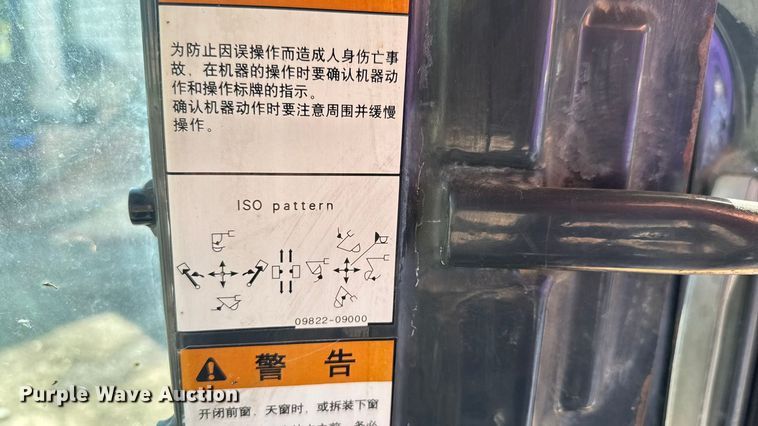 为防止因误操作而造成人身伤亡事
故，在机器的操作时要确认机器动
作和操作标牌的指示。
确认机器动作时要注意周围并缓慢
操作。
ISO pattern
09822-09000
警告
开闭前窗，天窗时，或拆装下窗
Purple Wave Auction